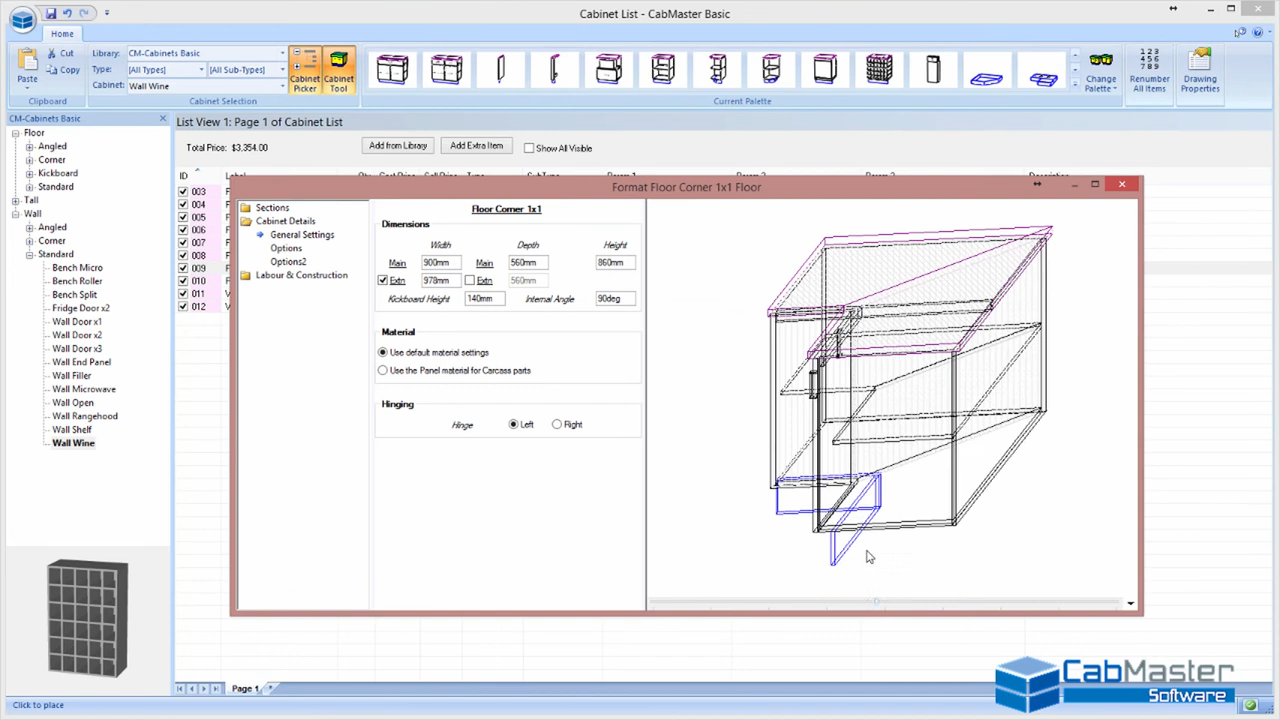 Cabinet List - CabMaster Basic
Home
Paste
Cut
Copy
Clipboard
Library: CM-Cabinets Basic
Type: [All Types] [All Sub-Types]
Cabinet: Wall Wine
Cabinet Selection
Cabinet Picker
Cabinet Tool
Current Palette
Change Palette
1 2 3
4 5 6
7 8 9
Renumber All Items
Drawing Properties
CM-Cabinets Basic
Floor
Angled
Corner
Kickboard
Standard
Tall
Wall
Angled
Corner
Standard
Bench Micro
Bench Roller
Bench Split
Fridge Door x2
Wall Door x1
Wall Door x2
Wall Door x3
Wall End Panel
Wall Filler
Wall Microwave
Wall Open
Wall Rangehood
Wall Shelf
Wall Wine
List View 1: Page 1 of Cabinet List
Total Price: $3,354.00
Add from Library
Add Extra Item
Show All Visible
ID
003
004
005
006
007
008
009
010
011
012
Format Floor Corner 1x1 Floor
Sections
Cabinet Details
General Settings
Options
Options2
Labour & Construction
Floor Corner 1x1
Dimensions
Width Depth Height
Main 900mm Main 560mm 860mm
Extn 978mm Extn 560mm
Kickboard Height 140mm Internal Angle 90deg
Material
Use default material settings
Use the Panel material for Carcass parts
Hinging
Hinge Left Right
Page 1
Click to place
CabMaster
Software